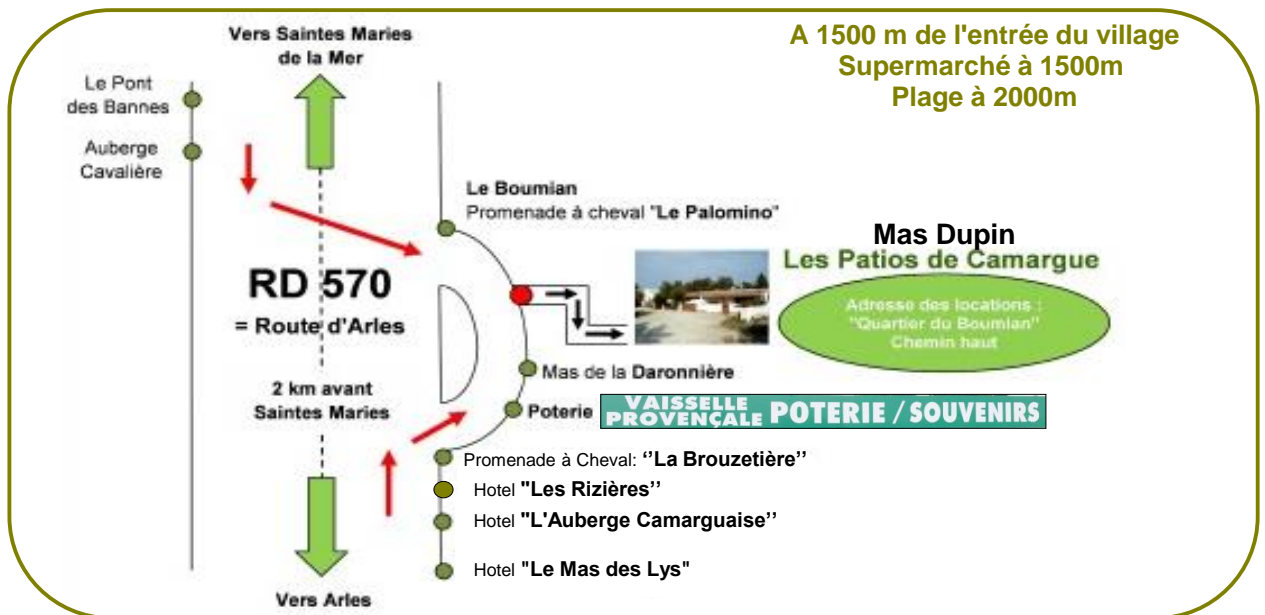 A 1500 m de l'entrée du village
Supermarché à 1500m
Plage à 2000m
Vers Saintes Maries
de la Mer
Le Pont
des Bannes
Auberge
Cavalière
Le Boumian
Promenade à cheval "Le Palomino"
Mas Dupin
Les Patios de Camargue
RD 570
= Route d'Arles
Adresse des locations :
"Quartier du Boumian"
Chemin haut
2 km avant
Saintes Maries
Mas de la Daronnière
Poterie
VAISSELLE
PROVENÇALE
POTERIE / SOUVENIRS
Promenade à Cheval: ‘’La Brouzetière’’
Hotel "Les Rizières’’
Hotel "L'Auberge Camarguaise’’
Hotel "Le Mas des Lys"
Vers Arles